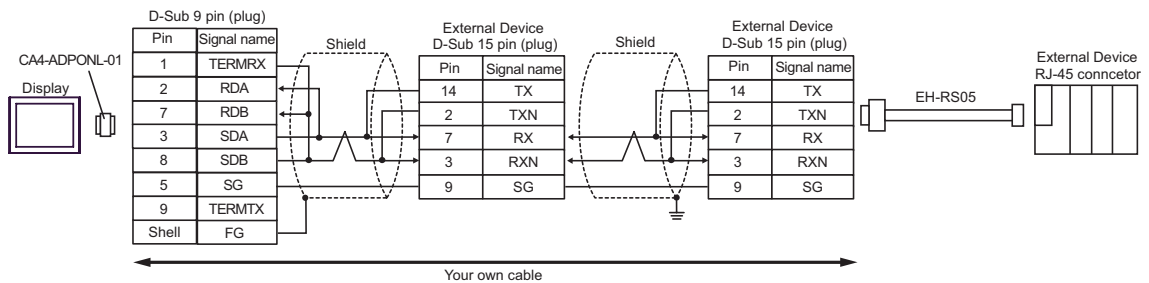 D-Sub 9 pin (plug)
External Device
D-Sub 15 pin (plug)
External Device
D-Sub 15 pin (plug)
External Device
RJ-45 conncetor
CA4-ADPONL-01
Display
Shield
Shield
EH-RS05
Pin Signal name
1 TERMRX
2 RDA
7 RDB
3 SDA
8 SDB
5 SG
9 TERMTX
Shell FG
Pin Signal name
14 TX
2 TXN
7 RX
3 RXN
9 SG
Pin Signal name
14 TX
2 TXN
7 RX
3 RXN
9 SG
Your own cable